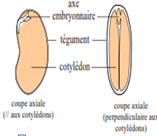 axe
embryonnaire
tégument
cotylédon
coupe axiale
(// aux cotylédons)
coupe axiale
(perpendiculaire aux
cotylédons)